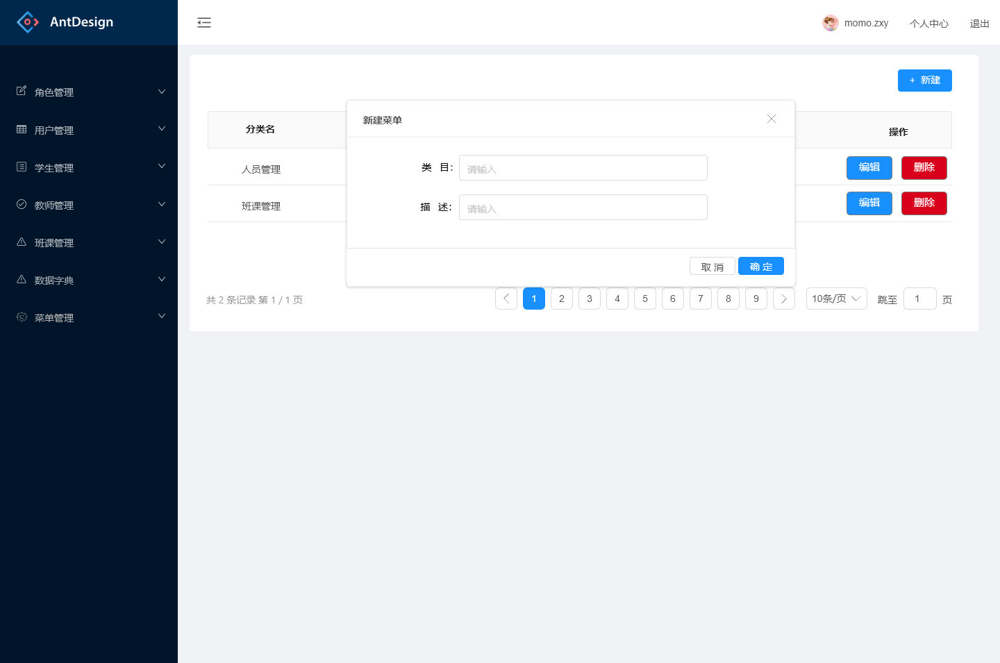 AntDesign
momo.zxy 个人中心 退出
角色管理
用户管理
学生管理
教师管理
班课管理
数据字典
菜单管理
+ 新建
分类名 操作
人员管理 编辑 删除
班课管理 编辑 删除
新建菜单
类 目： 请输入
描 述： 请输入
取 消 确 定
共 2 条记录 第 1 / 1 页 1 2 3 4 5 6 7 8 9 10条/页 跳至 1 页